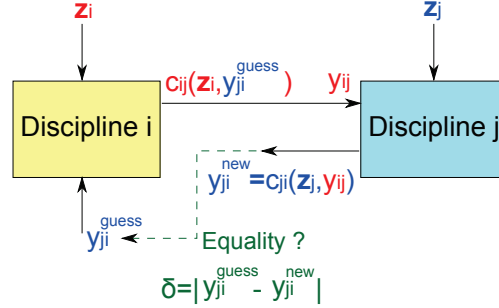 zi zj
cij(zi,yji^guess) yij
Discipline i Discipline j
yji^new=cji(zj,yij)
yji^guess
Equality ?
δ=|yji^guess - yji^new|